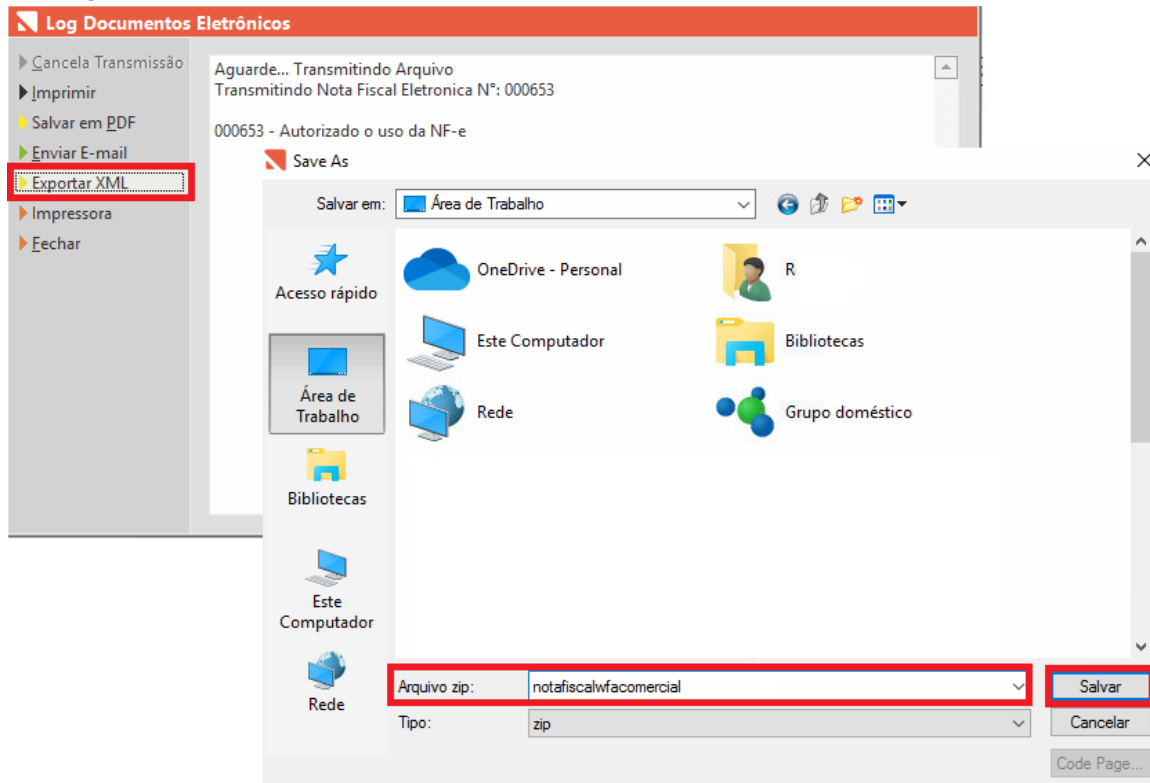 Log Documentos Eletrônicos
Cancela Transmissão
Imprimir
Salvar em PDF
Enviar E-mail
Exportar XML
Impressora
Fechar
Aguarde... Transmitindo Arquivo
Transmitindo Nota Fiscal Eletronica N°: 000653
000653 - Autorizado o uso da NF-e
Save As
Salvar em:
Área de Trabalho
Acesso rápido
Área de
Trabalho
Bibliotecas
Este
Computador
Rede
OneDrive - Personal
R
Este Computador
Bibliotecas
Rede
Grupo doméstico
Arquivo zip:
notafiscalwfacomercial
Salvar
Tipo:
zip
Cancelar
Code Page...